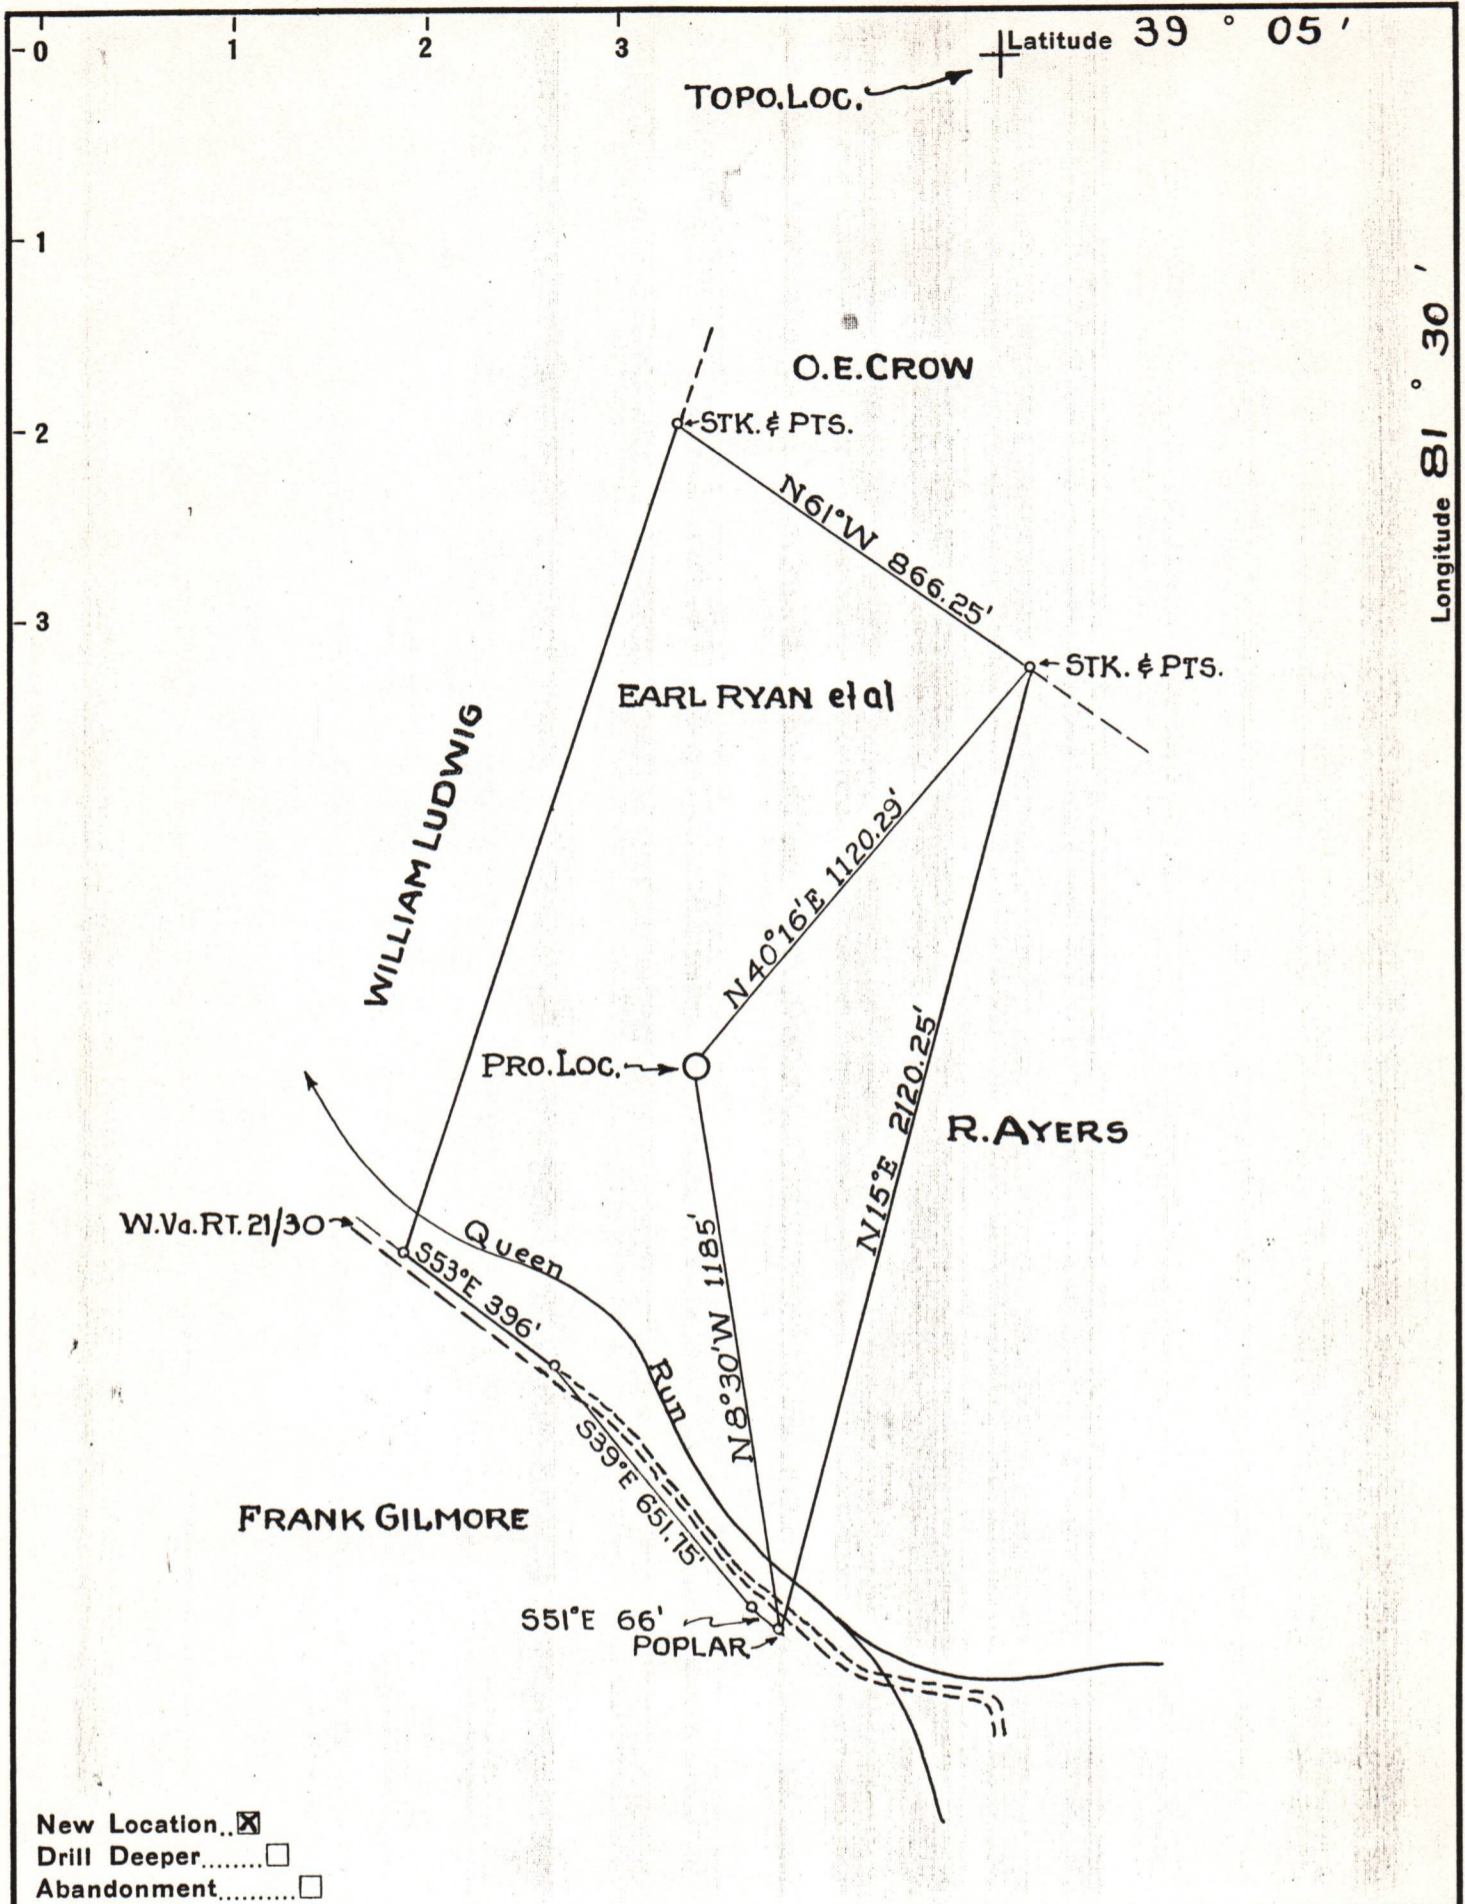 0 1 2 3 Latitude 39 ° 05 '
TOPO.LOC.
1
Longitude 81 ° 30 '
O.E.CROW
2
STK. & PTS.
N61°W 866.25'
3
STK. & PTS.
EARL RYAN et al
WILLIAM LUDWIG
N40°16'E 1120.29'
PRO.LOC.
N15°E 2120.25'
R.AYERS
W.Va.RT.21/30
Queen Run
S53°E 396'
N8°30'W 1185'
S39°E 651.75'
FRANK GILMORE
S51°E 66'
POPLAR
New Location.. X
Drill Deeper........
Abandonment..........